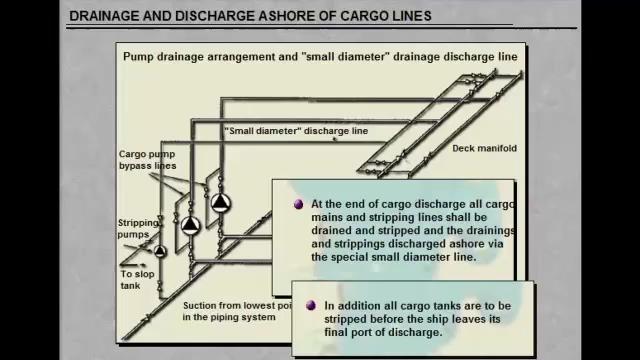 DRAINAGE AND DISCHARGE ASHORE OF CARGO LINES
Pump drainage arrangement and "small diameter" drainage discharge line
"Small diameter" discharge line
Deck manifold
Cargo pump
bypass lines
Stripping
pumps
To slop
tank
Suction from lowest poi
in the piping system
At the end of cargo discharge all cargo
mains and stripping lines shall be
drained and stripped and the drainings
and strippings discharged ashore via
the special small diameter line.
In addition all cargo tanks are to be
stripped before the ship leaves its
final port of discharge.